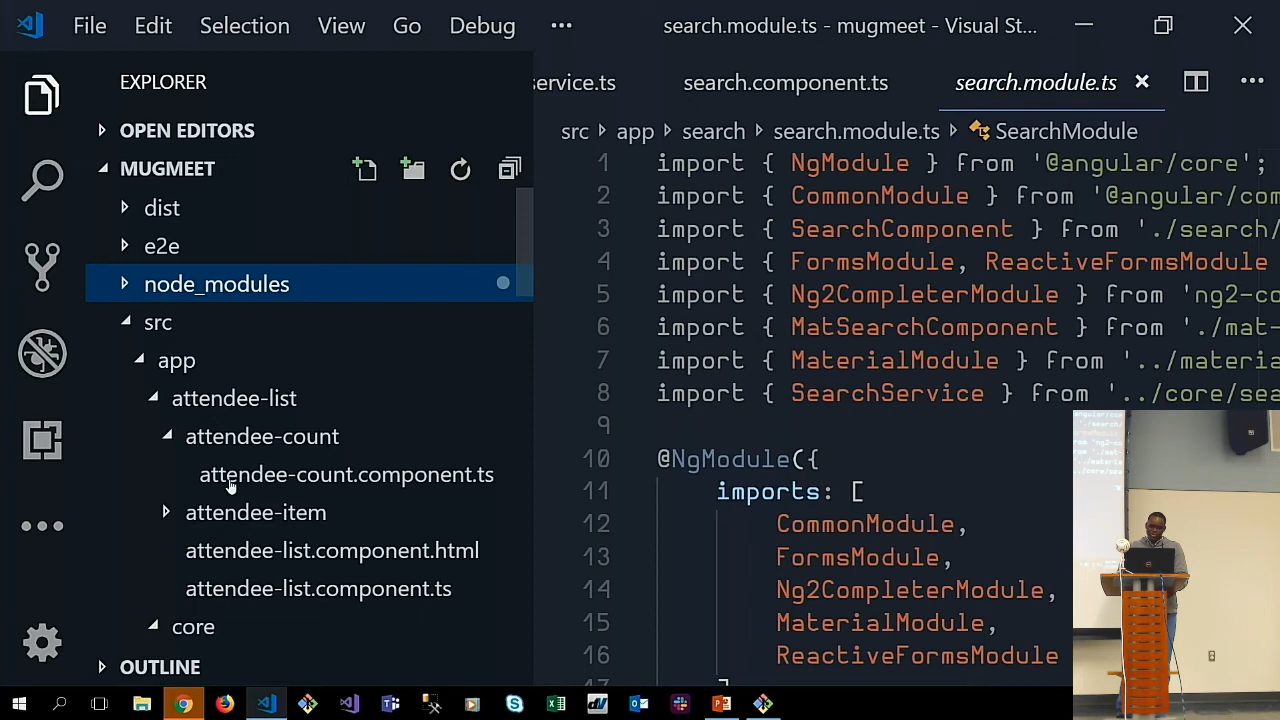 File Edit Selection View Go Debug ··· search.module.ts - mugmeet - Visual St...
EXPLORER
OPEN EDITORS
MUGMEET
dist
e2e
node_modules
src
app
attendee-list
attendee-count
attendee-count.component.ts
attendee-item
attendee-list.component.html
attendee-list.component.ts
core
OUTLINE
service.ts search.component.ts search.module.ts
src app search search.module.ts SearchModule
1 import { NgModule } from '@angular/core';
2 import { CommonModule } from '@angular/com
3 import { SearchComponent } from './search/
4 import { FormsModule, ReactiveFormsModule
5 import { Ng2CompleterModule } from 'ng2-co
6 import { MatSearchComponent } from './mat-
7 import { MaterialModule } from '../materia
8 import { SearchService } from '../core/sea
9
10 @NgModule({
11 imports: [
12 CommonModule,
13 FormsModule,
14 Ng2CompleterModule,
15 MaterialModule,
16 ReactiveFormsModule